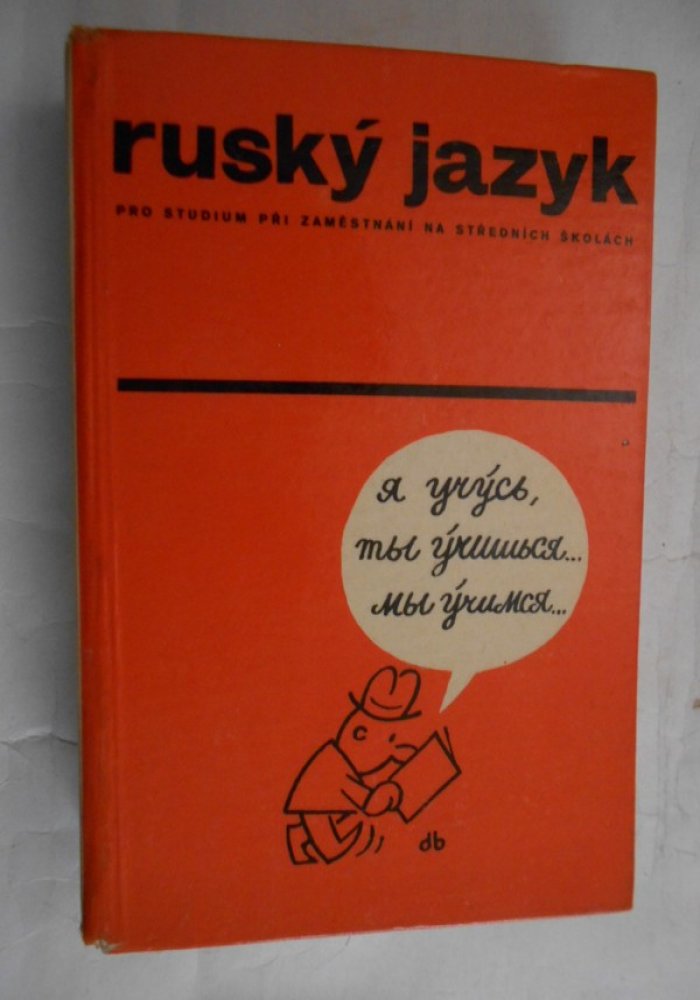 ruský jazyk
PRO STUDIUM PŘI ZAMĚSTNÁNÍ NA STŘEDNÍCH ŠKOLÁCH
я учу́сь,
ты у́чишься...
мы у́чимся...
db